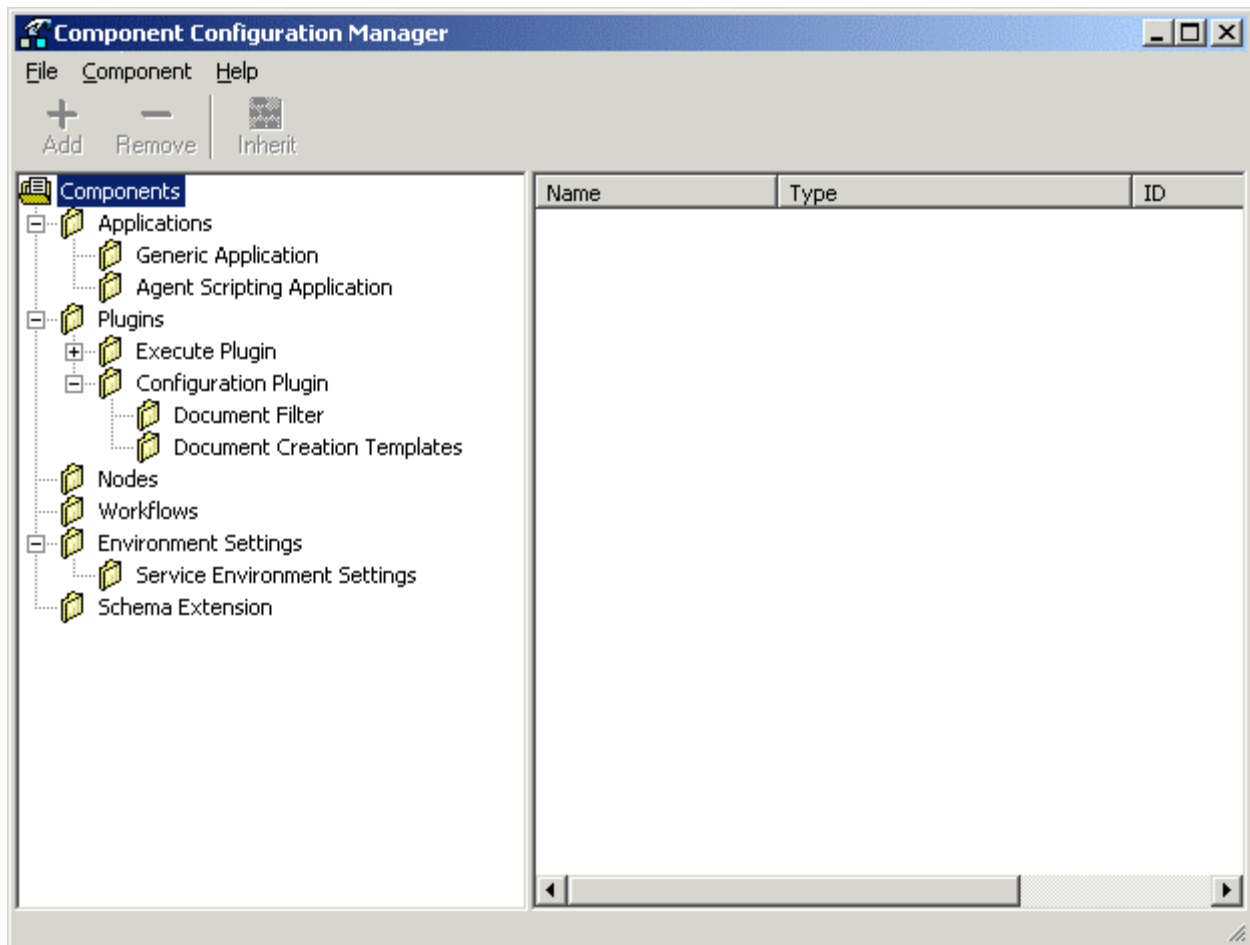 Component Configuration Manager
File Component Help
Add Remove Inherit
Components
Applications
Generic Application
Agent Scripting Application
Plugins
Execute Plugin
Configuration Plugin
Document Filter
Document Creation Templates
Nodes
Workflows
Environment Settings
Service Environment Settings
Schema Extension
Name Type ID